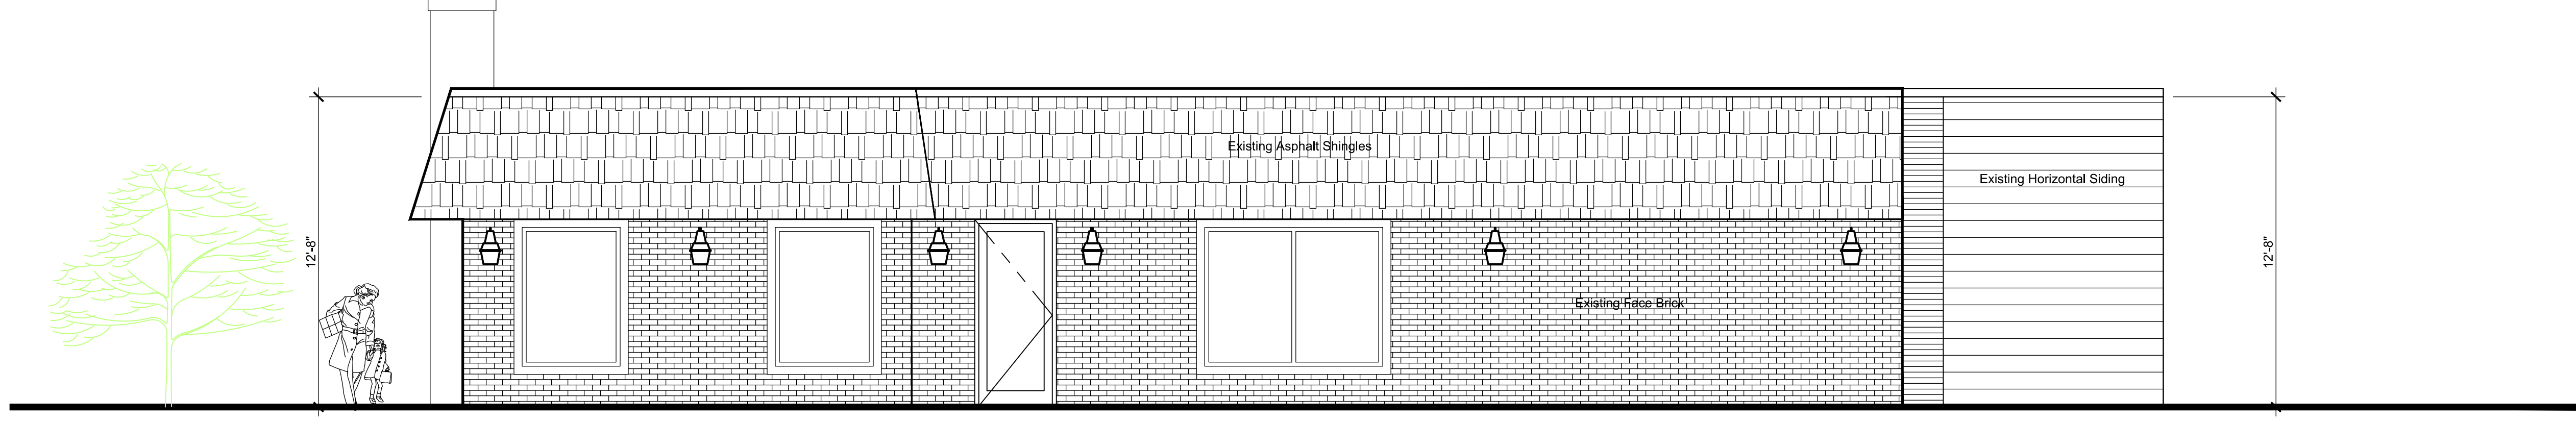 Existing Asphalt Shingles
Existing Horizontal Siding
12'-8"
12'-8"
Existing Face Brick